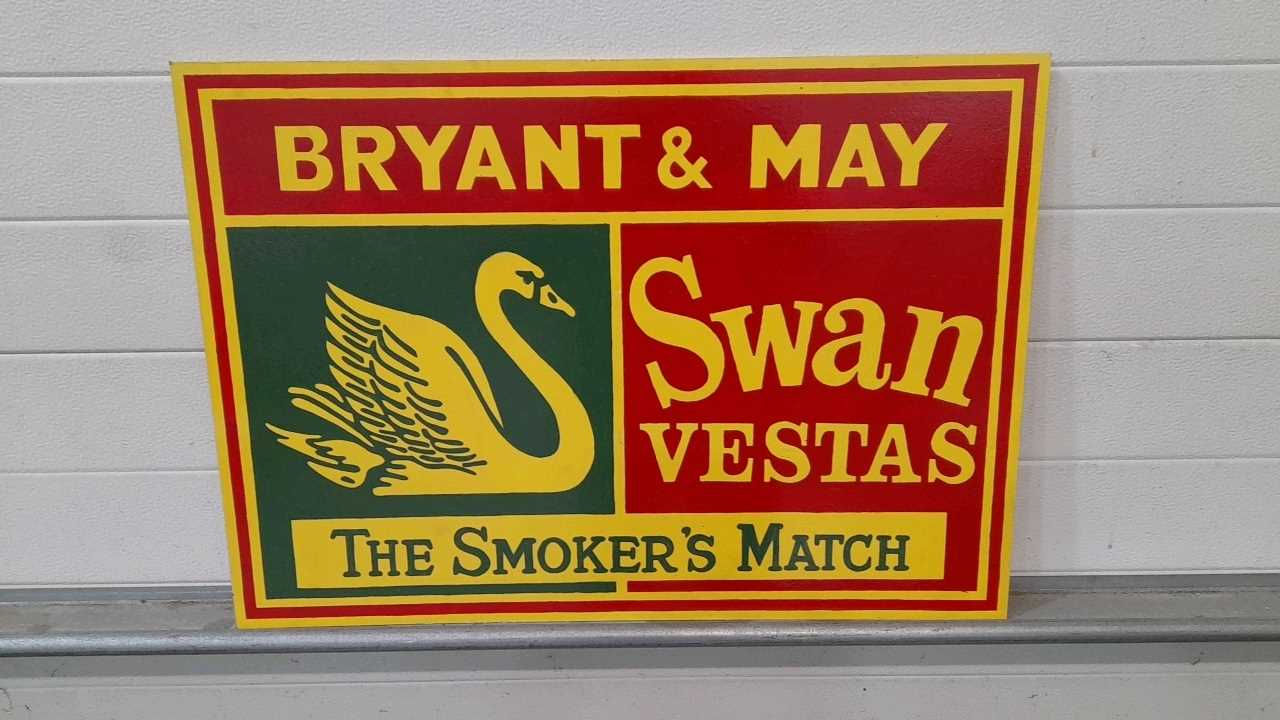 BRYANT & MAY
Swan
VESTAS
THE SMOKER'S MATCH